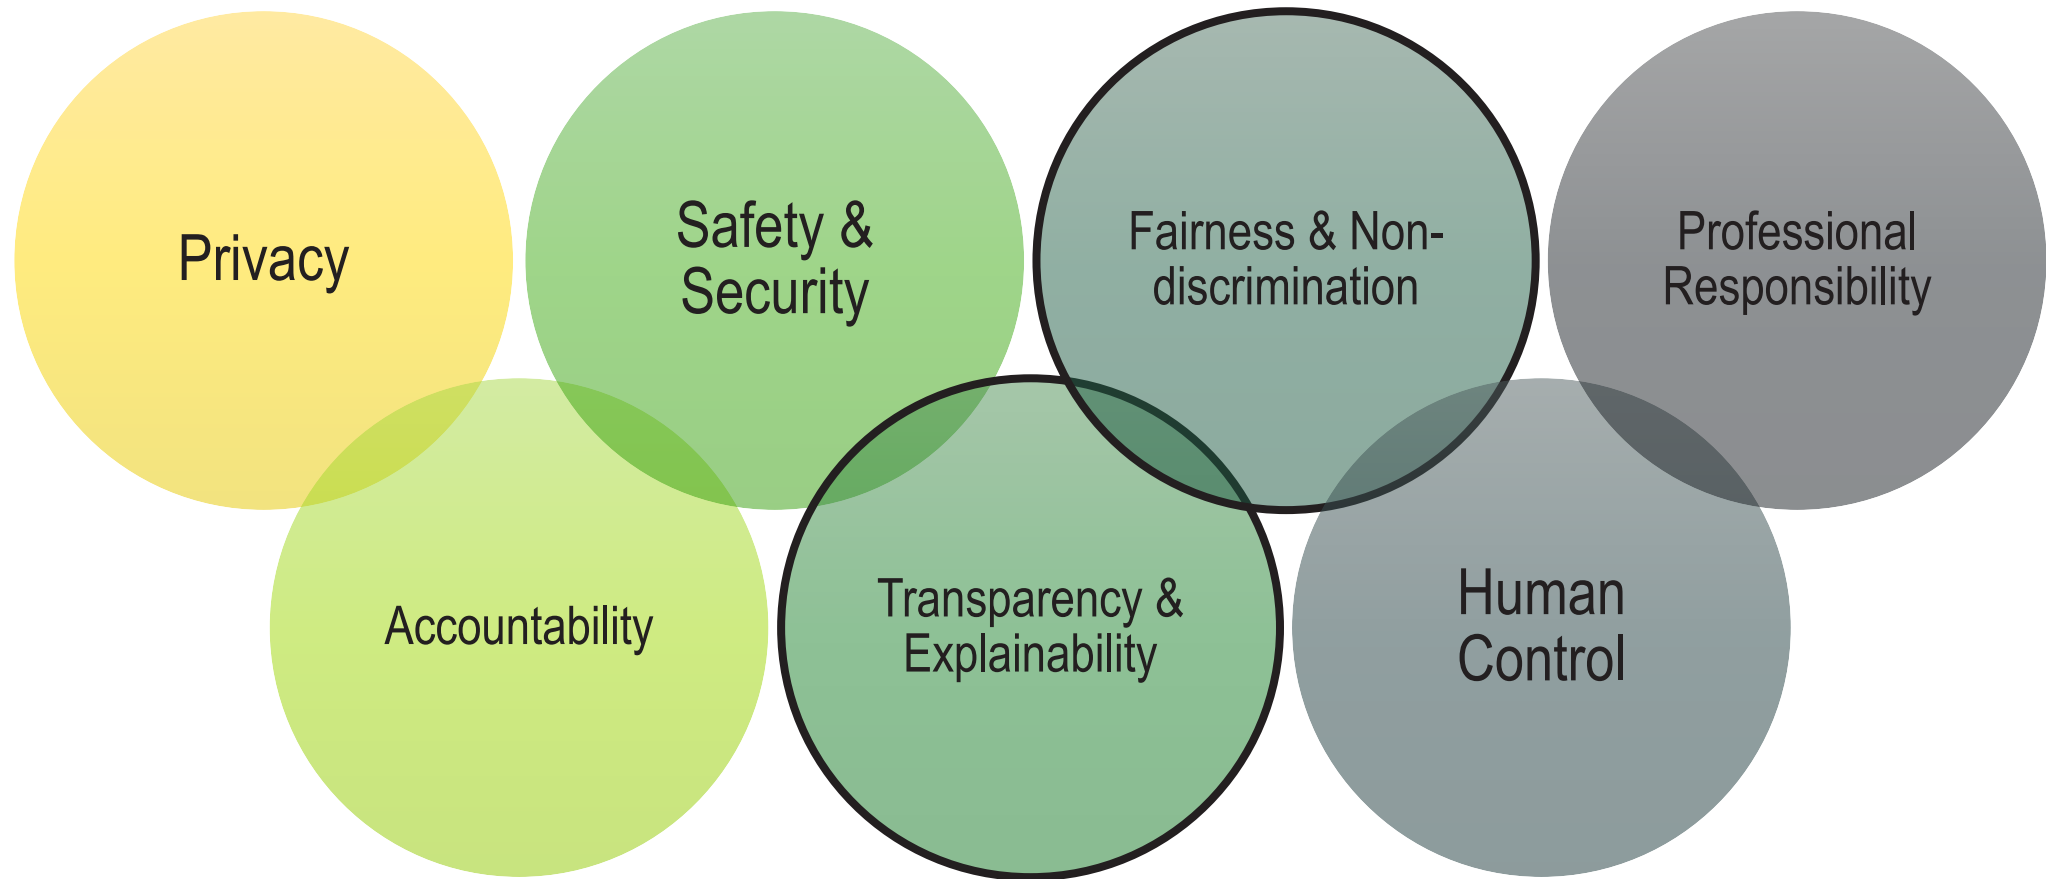 Privacy
Safety &
Security
Fairness & Non-
discrimination
Professional
Responsibility
Accountability
Transparency &
Explainability
Human
Control